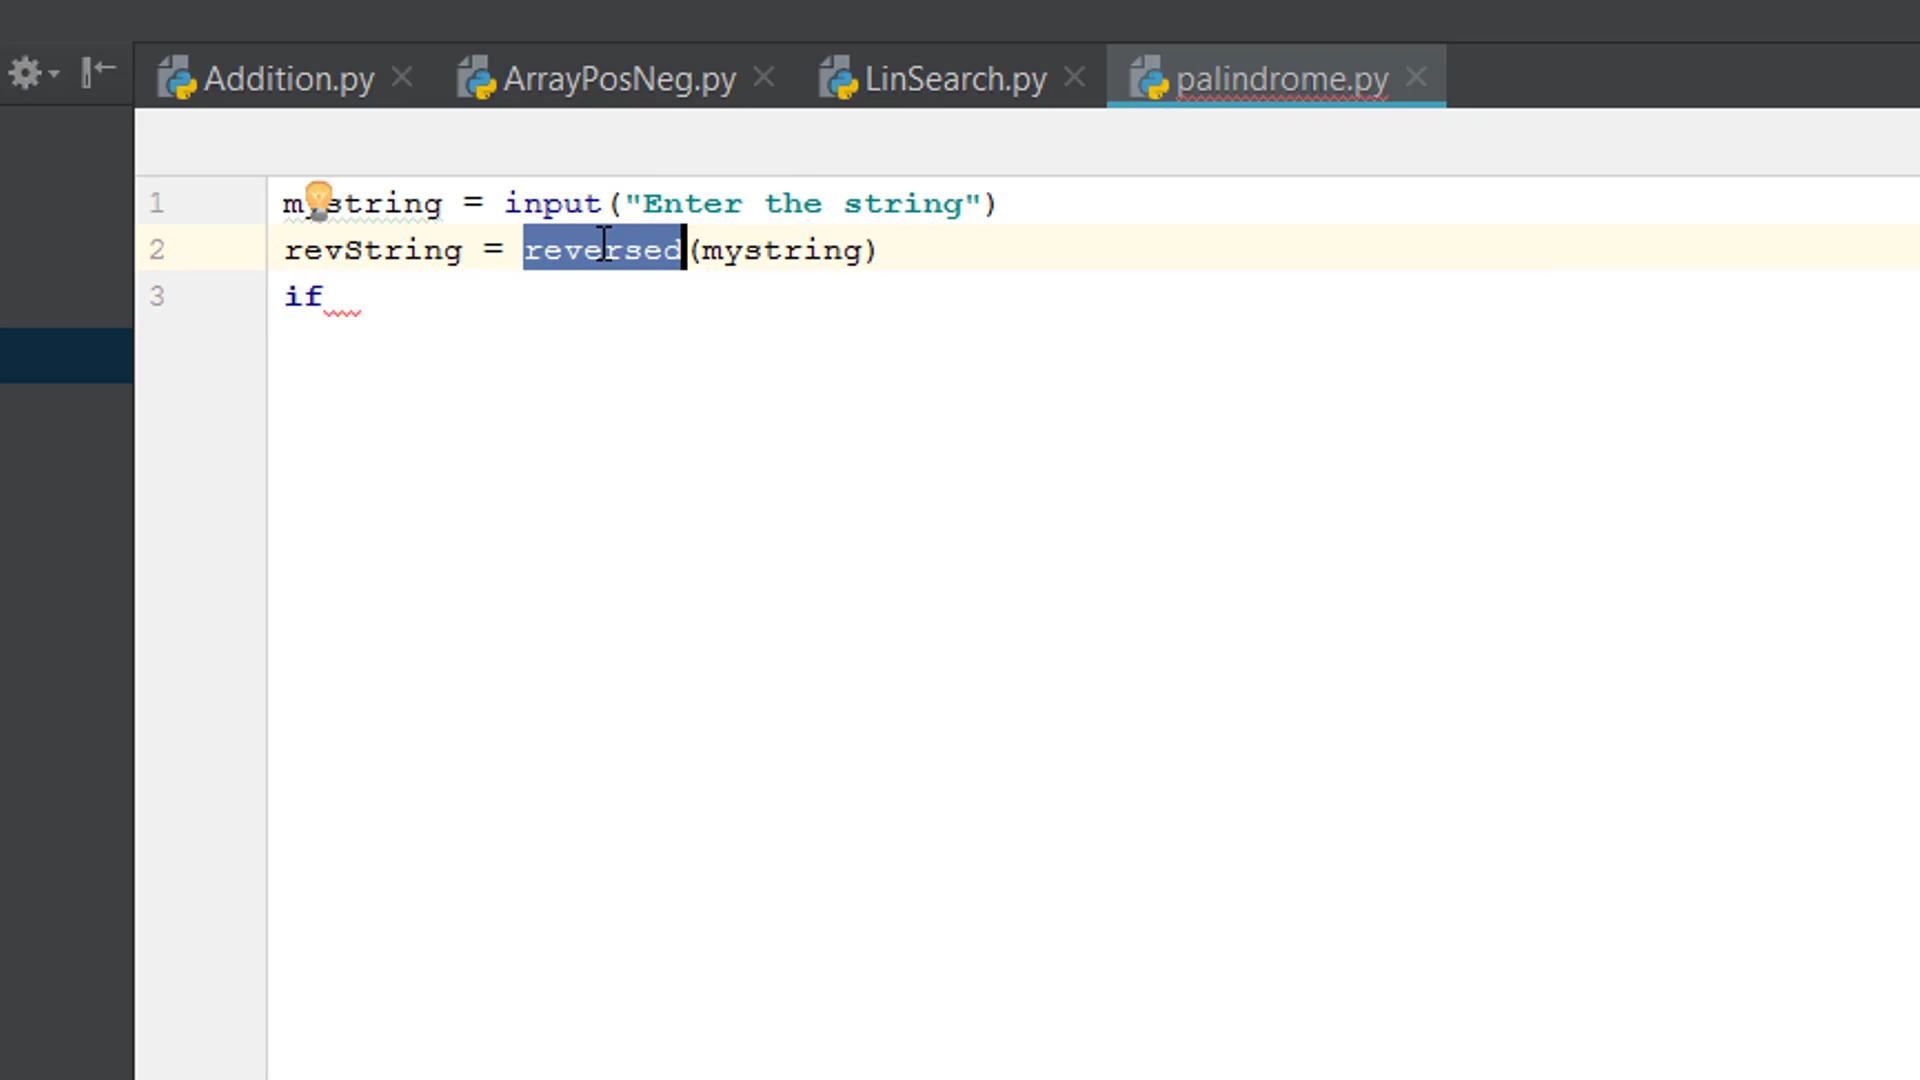 Addition.py ArrayPosNeg.py LinSearch.py palindrome.py
1 mystring = input("Enter the string")
2 revString = reversed(mystring)
3 if